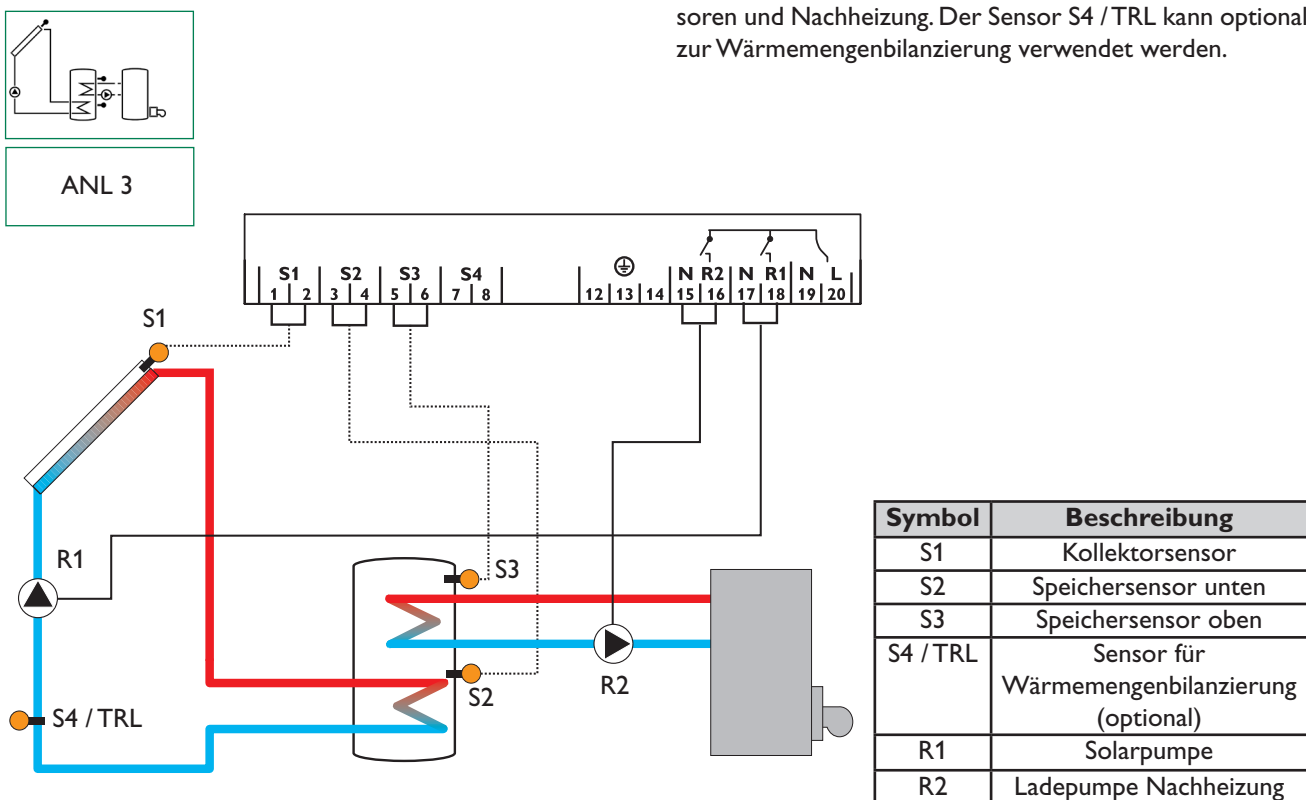 soren und Nachheizung. Der Sensor S4 / TRL kann optional
zur Wärmemengenbilanzierung verwendet werden.
ANL 3
S1 S2 S3 S4 N R2 N R1 N L
1 2 3 4 5 6 7 8 12 13 14 15 16 17 18 19 20
S1
R1
S3
S2
R2
S4 / TRL
Symbol Beschreibung
S1 Kollektorsensor
S2 Speichersensor unten
S3 Speichersensor oben
S4 / TRL Sensor für
Wärmemengenbilanzierung
(optional)
R1 Solarpumpe
R2 Ladepumpe Nachheizung